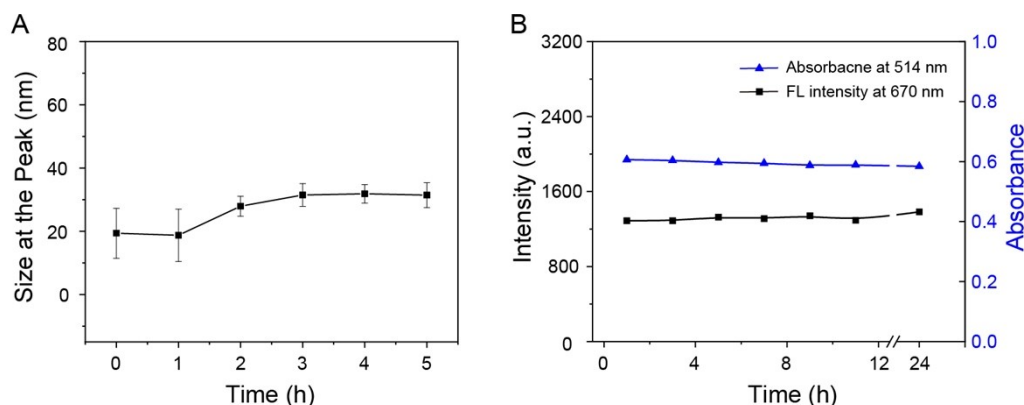 A
Size at the Peak (nm)
80
60
40
20
0
0 1 2 3 4 5
Time (h)
B
Intensity (a.u.)
3200
2400
1600
800
0
Absorbacne at 514 nm
FL intensity at 670 nm
0 4 8 12 24
Time (h)
1.0
0.8
0.6
0.4
0.2
0.0
Absorbance